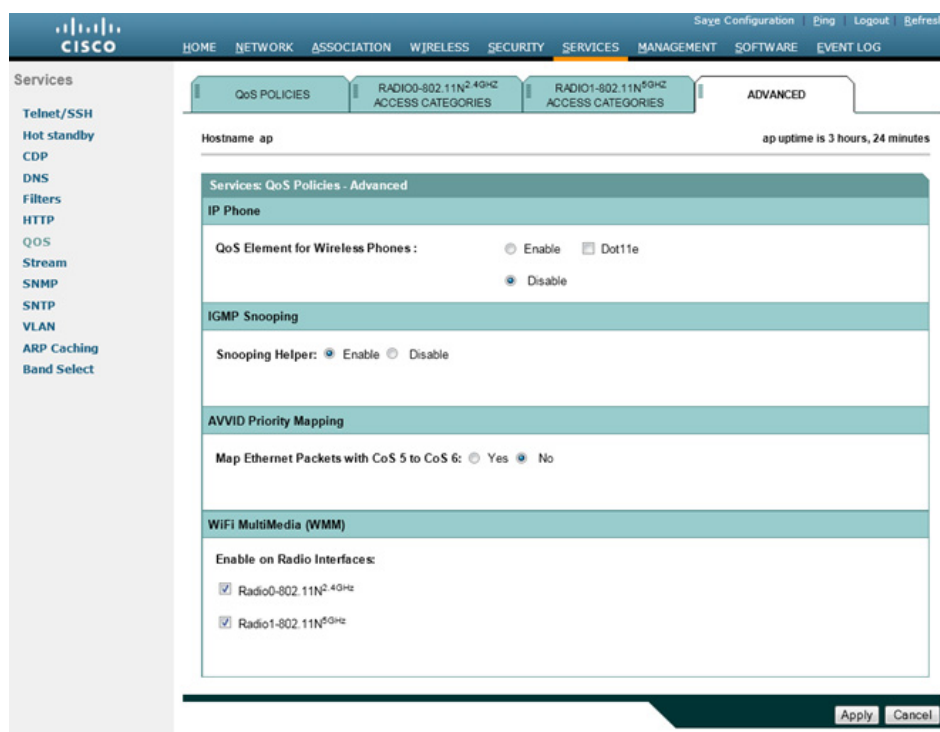 Save Configuration | Ping | Logout | Refresh
CISCO
HOME NETWORK ASSOCIATION WIRELESS SECURITY SERVICES MANAGEMENT SOFTWARE EVENT LOG
Services
Telnet/SSH
Hot standby
CDP
DNS
Filters
HTTP
QOS
Stream
SNMP
SNTP
VLAN
ARP Caching
Band Select
QoS POLICIES
RADIO0-802.11N2.4GHZ
ACCESS CATEGORIES
RADIO1-802.11N5GHZ
ACCESS CATEGORIES
ADVANCED
Hostname ap
ap uptime is 3 hours, 24 minutes
Services: QoS Policies - Advanced
IP Phone
QoS Element for Wireless Phones : Enable Dot11e
Disable
IGMP Snooping
Snooping Helper: Enable Disable
AVVID Priority Mapping
Map Ethernet Packets with CoS 5 to CoS 6: Yes No
WiFi MultiMedia (WMM)
Enable on Radio Interfaces:
Radio0-802.11N2.4GHz
Radio1-802.11N5GHz
Apply Cancel